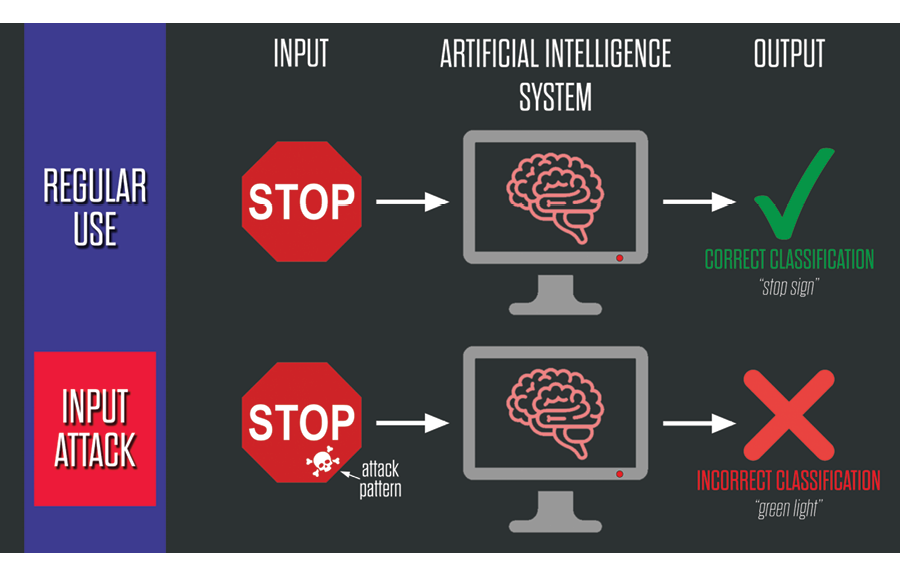 INPUT
ARTIFICIAL INTELLIGENCE
SYSTEM
OUTPUT
REGULAR
USE
STOP
CORRECT CLASSIFICATION
“stop sign”
INPUT
ATTACK
STOP
attack
pattern
INCORRECT CLASSIFICATION
“green light”